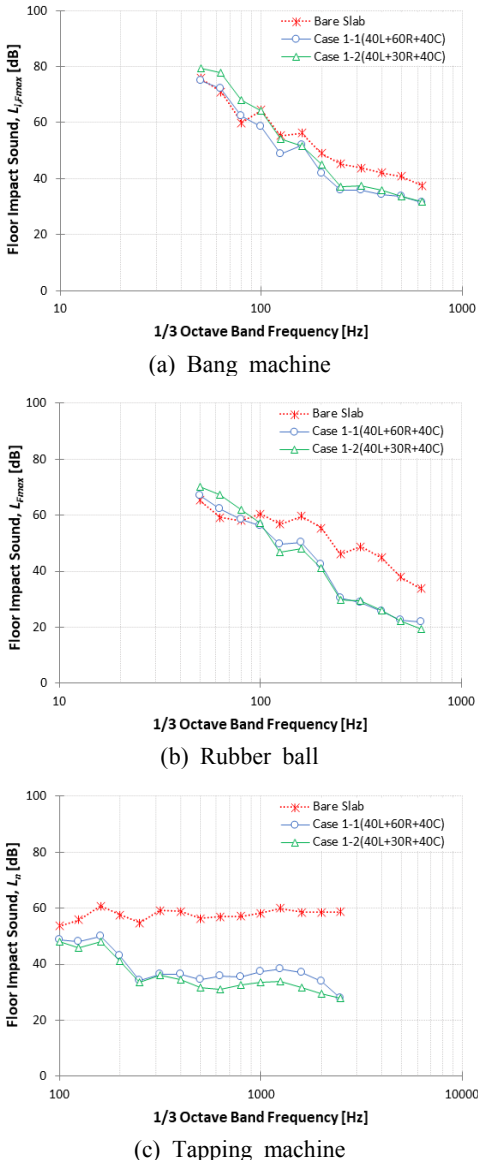 100
Bare Slab
Case 1-1(40L+60R+40C)
Case 1-2(40L+30R+40C)
80
60
40
20
0
Floor Impact Sound, Li,Fmax [dB]
10
100
1000
1/3 Octave Band Frequency [Hz]
(a) Bang machine
100
Bare Slab
Case 1-1(40L+60R+40C)
Case 1-2(40L+30R+40C)
80
60
40
20
0
Floor Impact Sound, LFmax [dB]
10
100
1000
1/3 Octave Band Frequency [Hz]
(b) Rubber ball
100
Bare Slab
Case 1-1(40L+60R+40C)
Case 1-2(40L+30R+40C)
80
60
40
20
0
Floor Impact Sound, Ln [dB]
100
1000
10000
1/3 Octave Band Frequency [Hz]
(c) Tapping machine